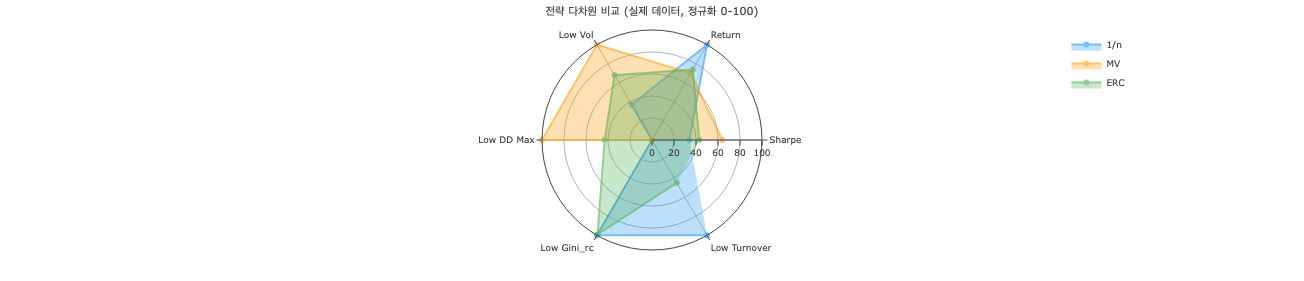 전략 다차원 비교 (실제 데이터, 정규화 0-100)
Low Vol
Return
1/n
MV
ERC
Low DD Max
Sharpe
0 20 40 60 80 100
Low Gini_rc
Low Turnover